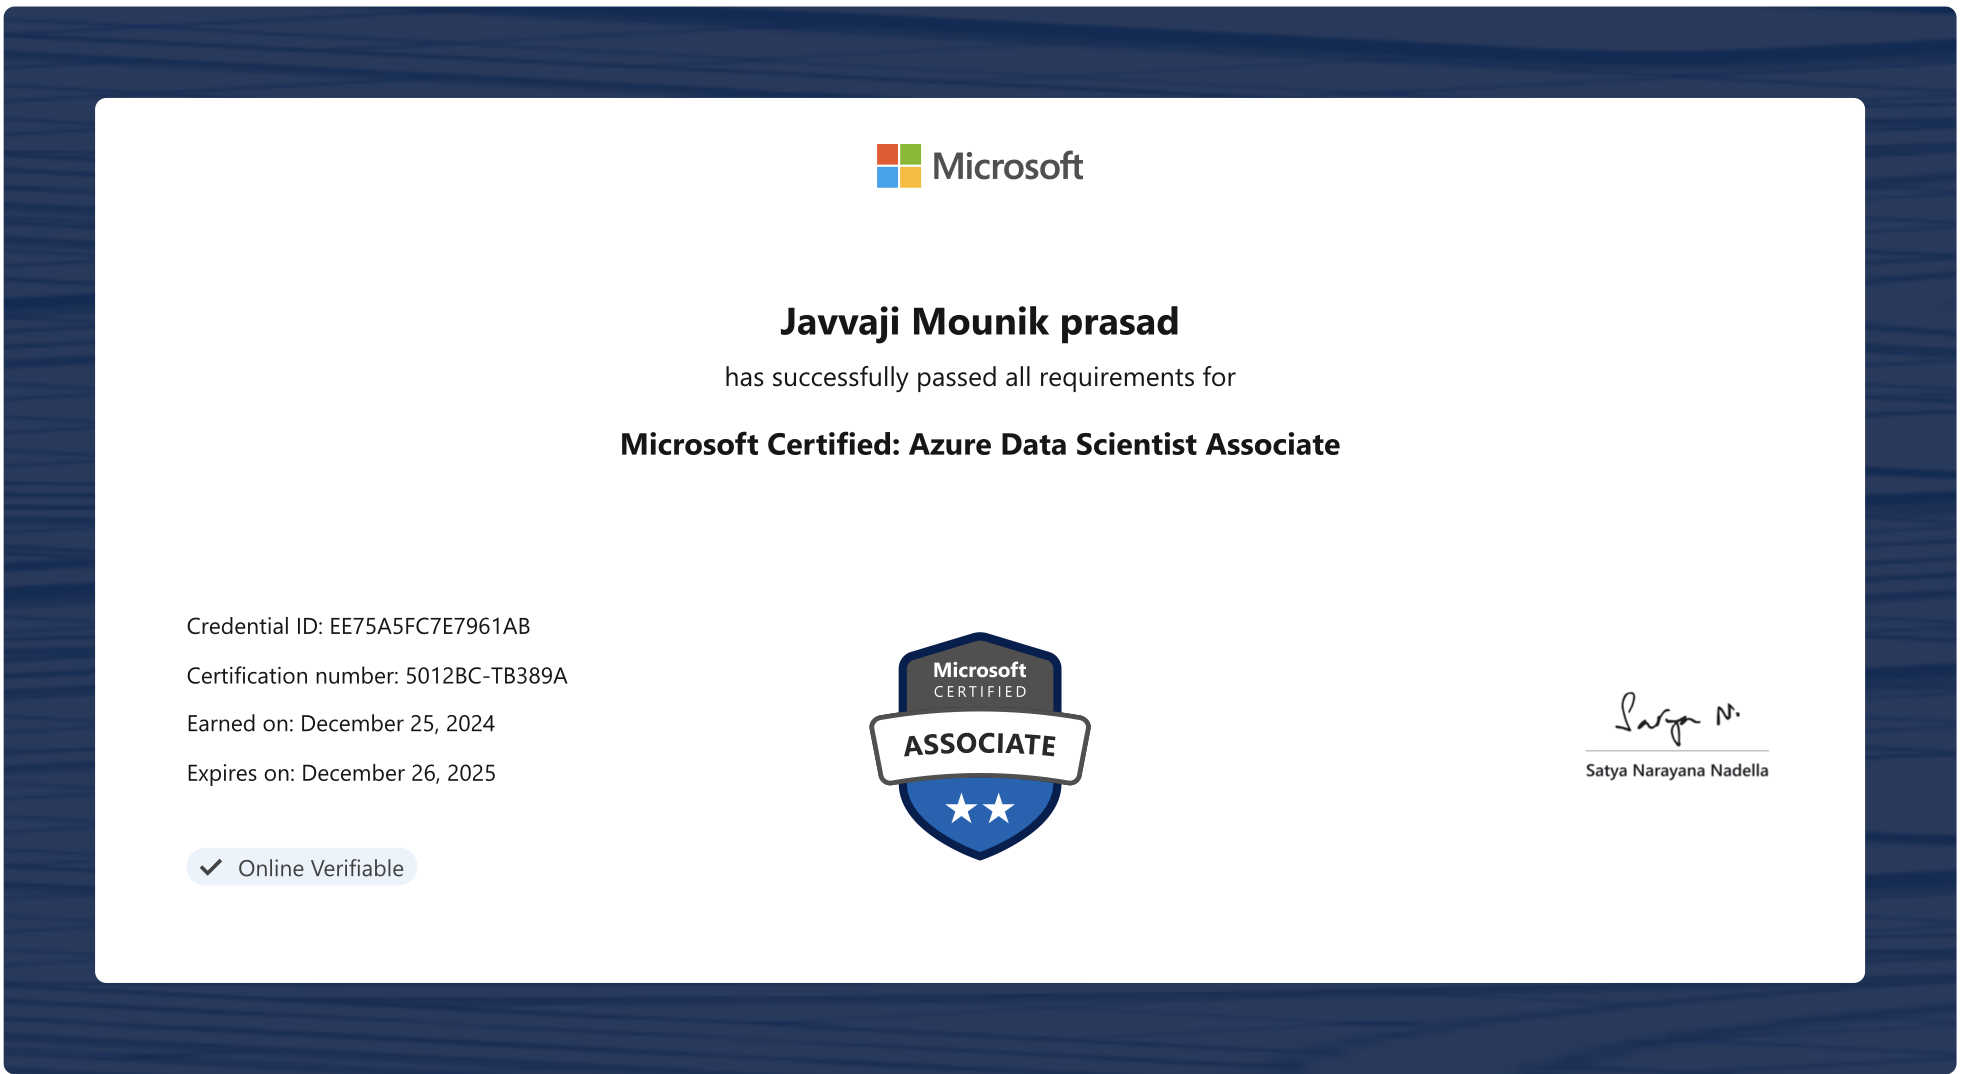 Microsoft
Javvaji Mounik prasad
has successfully passed all requirements for
Microsoft Certified: Azure Data Scientist Associate
Credential ID: EE75A5FC7E7961AB
Certification number: 5012BC-TB389A
Earned on: December 25, 2024
Expires on: December 26, 2025
Online Verifiable
Microsoft
CERTIFIED
ASSOCIATE
Satya N.
Satya Narayana Nadella